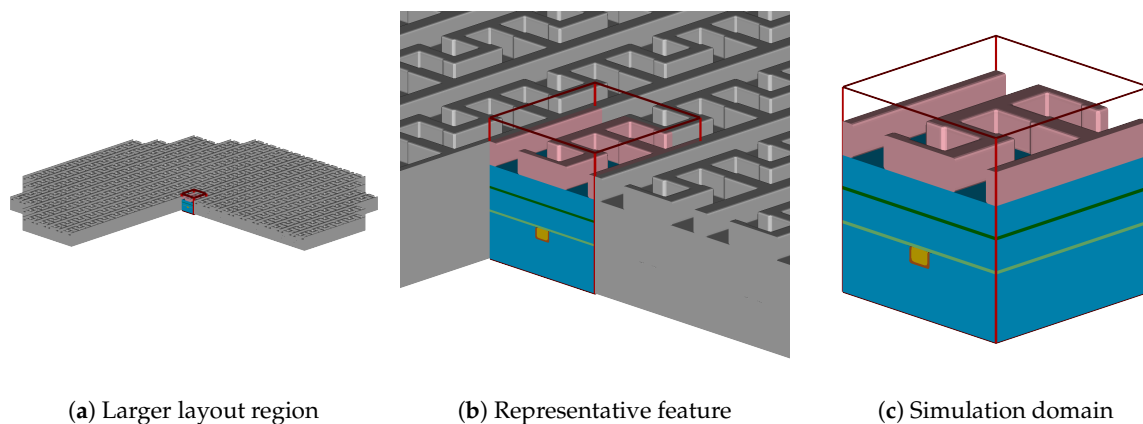 (a) Larger layout region
(b) Representative feature
(c) Simulation domain